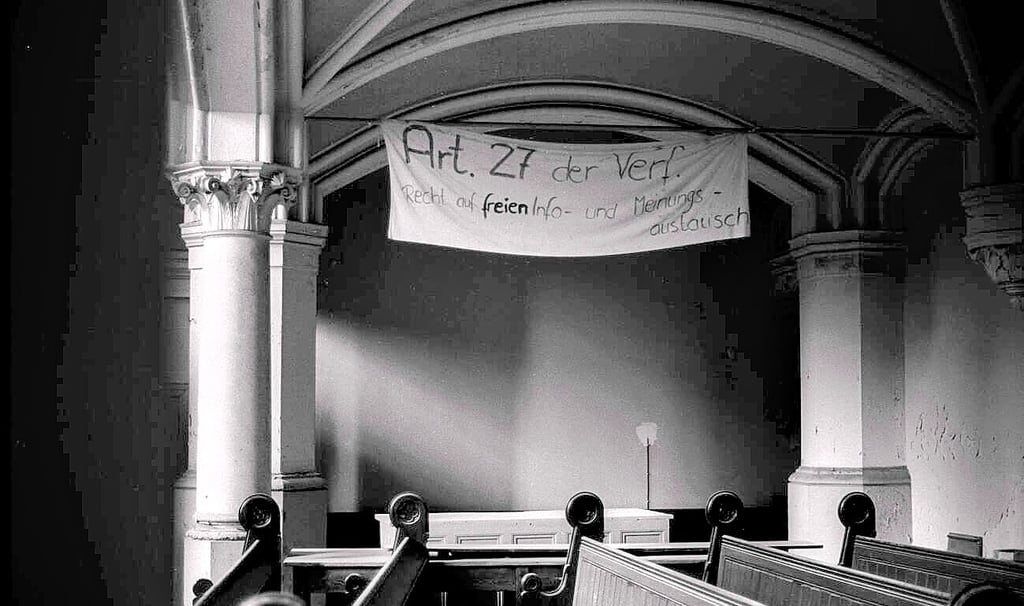 Art. 27 der Verf.
Recht auf freien Info- und Meinungs-
austausch